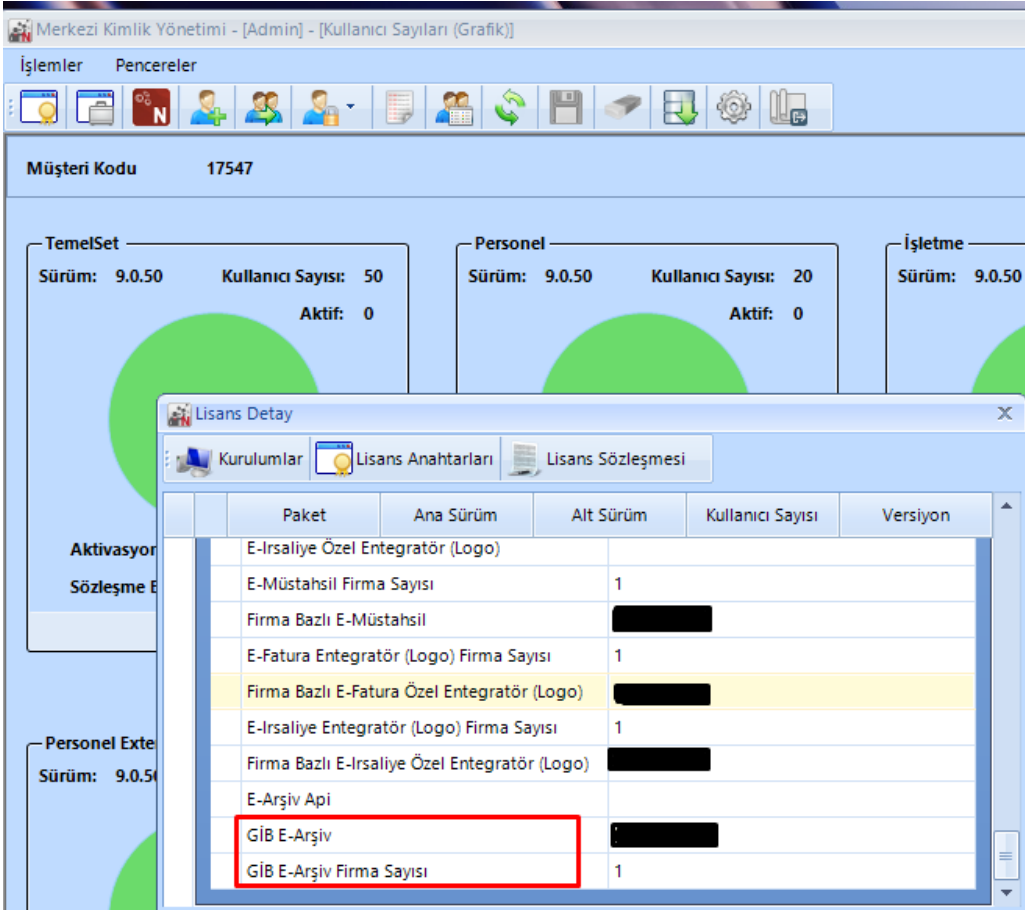 Merkezi Kimlik Yönetimi - [Admin] - [Kullanıcı Sayıları (Grafik)]
İşlemler Pencereler
Müşteri Kodu 17547
TemelSet
Sürüm: 9.0.50 Kullanıcı Sayısı: 50
Aktif: 0
Personel
Sürüm: 9.0.50 Kullanıcı Sayısı: 20
Aktif: 0
İşletme
Sürüm: 9.0.50
Aktivasyon
Sözleşme
Personel Exte
Sürüm: 9.0.50
Lisans Detay
Kurulumlar Lisans Anahtarları Lisans Sözleşmesi
Paket Ana Sürüm Alt Sürüm Kullanıcı Sayısı Versiyon
E-Irsaliye Özel Entegratör (Logo)
E-Müstahsil Firma Sayısı 1
Firma Bazlı E-Müstahsil
E-Fatura Entegratör (Logo) Firma Sayısı 1
Firma Bazlı E-Fatura Özel Entegratör (Logo)
E-Irsaliye Entegratör (Logo) Firma Sayısı 1
Firma Bazlı E-Irsaliye Özel Entegratör (Logo)
E-Arşiv Api
GİB E-Arşiv
GİB E-Arşiv Firma Sayısı 1